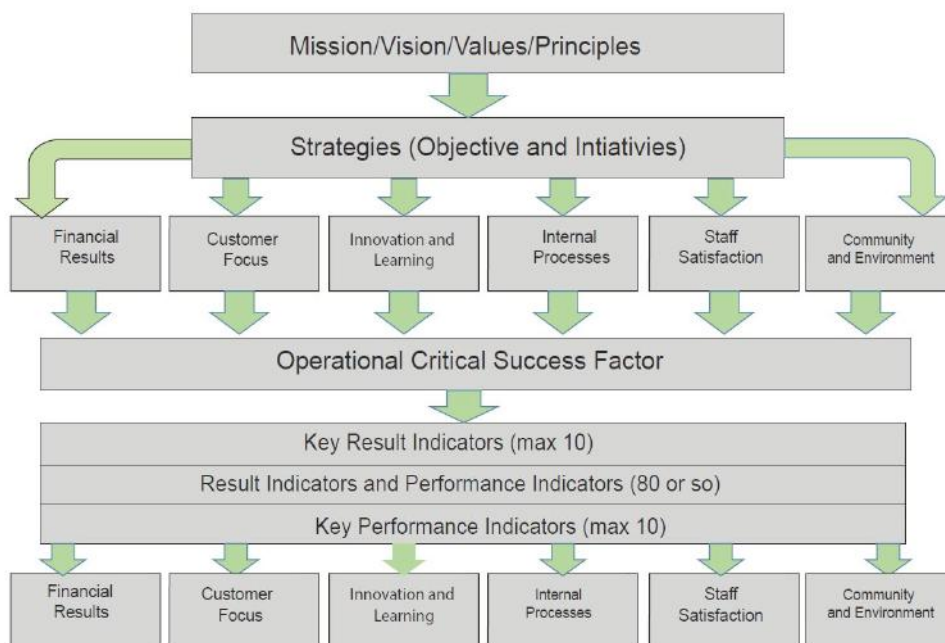 Mission/Vision/Values/Principles
Strategies (Objective and Intiativies)
Financial
Results
Customer
Focus
Innovation and
Learning
Internal
Processes
Staff
Satisfaction
Community
and Environment
Operational Critical Success Factor
Key Result Indicators (max 10)
Result Indicators and Performance Indicators (80 or so)
Key Performance Indicators (max 10)
Financial
Results
Customer
Focus
Innovation and
Learning
Internal
Processes
Staff
Satisfaction
Community
and Environment